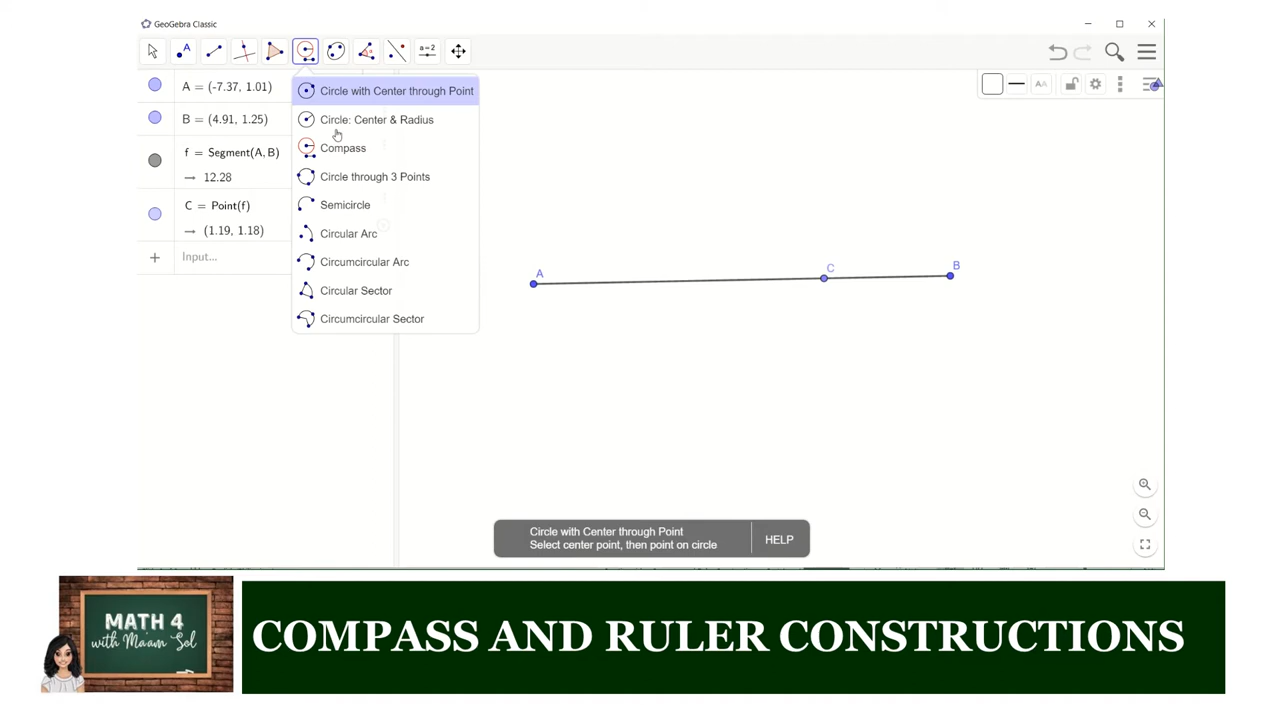 GeoGebra Classic
A
a=2
AA
A = (-7.37, 1.01)
B = (4.91, 1.25)
f = Segment(A, B)
→ 12.28
C = Point(f)
→ (1.19, 1.18)
+ Input...
Circle with Center through Point
Circle: Center & Radius
Compass
Circle through 3 Points
Semicircle
Circular Arc
Circumcircular Arc
Circular Sector
Circumcircular Sector
A
C
B
Circle with Center through Point
Select center point, then point on circle
HELP
MATH 4
with Ma'am Sol
COMPASS AND RULER CONSTRUCTIONS